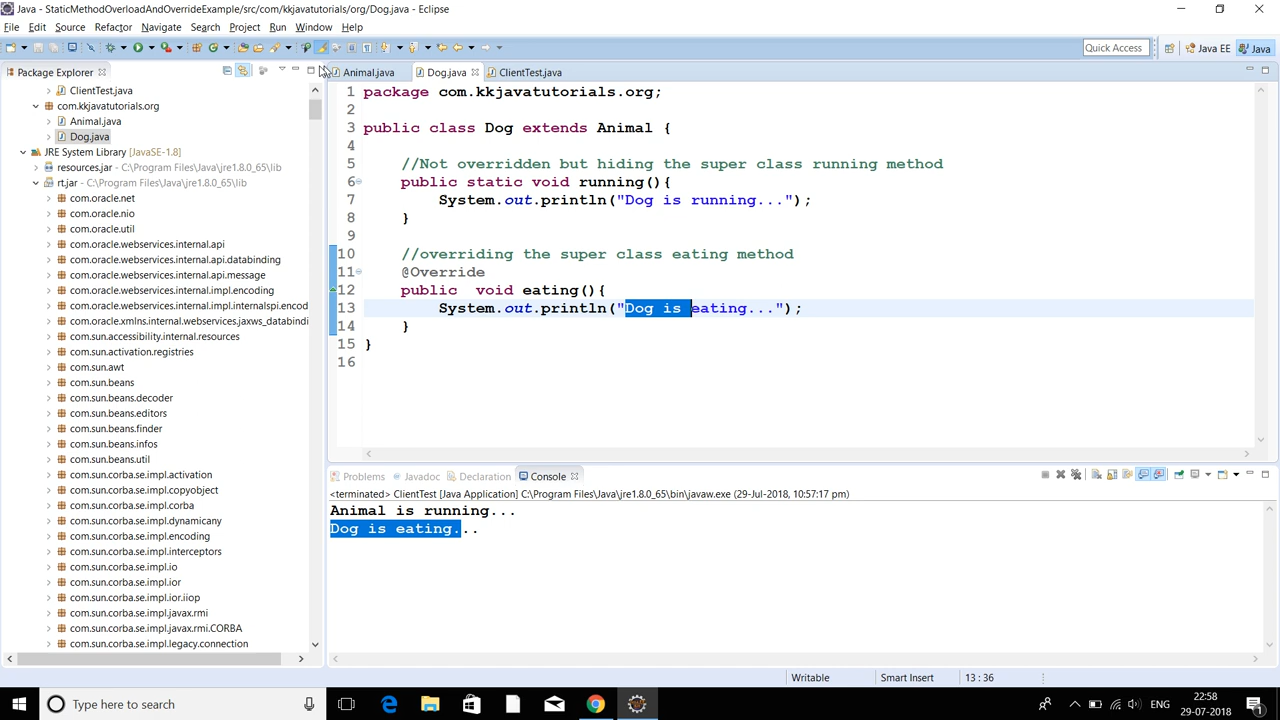 Java - StaticMethodOverloadAndOverrideExample/src/com/kkjavatutorials/org/Dog.java - Eclipse
File Edit Source Refactor Navigate Search Project Run Window Help
Quick Access Java EE Java
Package Explorer
ClientTest.java
com.kkjavatutorials.org
Animal.java
Dog.java
JRE System Library [JavaSE-1.8]
resources.jar - C:\Program Files\Java\jre1.8.0_65\lib
rt.jar - C:\Program Files\Java\jre1.8.0_65\lib
com.oracle.net
com.oracle.nio
com.oracle.util
com.oracle.webservices.internal.api
com.oracle.webservices.internal.api.databinding
com.oracle.webservices.internal.api.message
com.oracle.webservices.internal.impl.encoding
com.oracle.webservices.internal.impl.internalspi.encod
com.oracle.xmlns.internal.webservices.jaxws_databindi
com.sun.accessibility.internal.resources
com.sun.activation.registries
com.sun.awt
com.sun.beans
com.sun.beans.decoder
com.sun.beans.editors
com.sun.beans.finder
com.sun.beans.infos
com.sun.beans.util
com.sun.corba.se.impl.activation
com.sun.corba.se.impl.copyobject
com.sun.corba.se.impl.corba
com.sun.corba.se.impl.dynamicany
com.sun.corba.se.impl.encoding
com.sun.corba.se.impl.interceptors
com.sun.corba.se.impl.io
com.sun.corba.se.impl.ior
com.sun.corba.se.impl.ior.iiop
com.sun.corba.se.impl.javax.rmi
com.sun.corba.se.impl.javax.rmi.CORBA
com.sun.corba.se.impl.legacy.connection
Animal.java Dog.java ClientTest.java
1 package com.kkjavatutorials.org;
2
3 public class Dog extends Animal {
4
5 //Not overridden but hiding the super class running method
6 public static void running(){
7 System.out.println("Dog is running...");
8 }
9
10 //overriding the super class eating method
11 @Override
12 public  void eating(){
13 System.out.println("Dog is eating...");
14 }
15 }
16
Problems Javadoc Declaration Console
<terminated> ClientTest [Java Application] C:\Program Files\Java\jre1.8.0_65\bin\javaw.exe (29-Jul-2018, 10:57:17 pm)
Animal is running...
Dog is eating...
Writable Smart Insert 13 : 36
Type here to search
ENG
22:58
29-07-2018
1